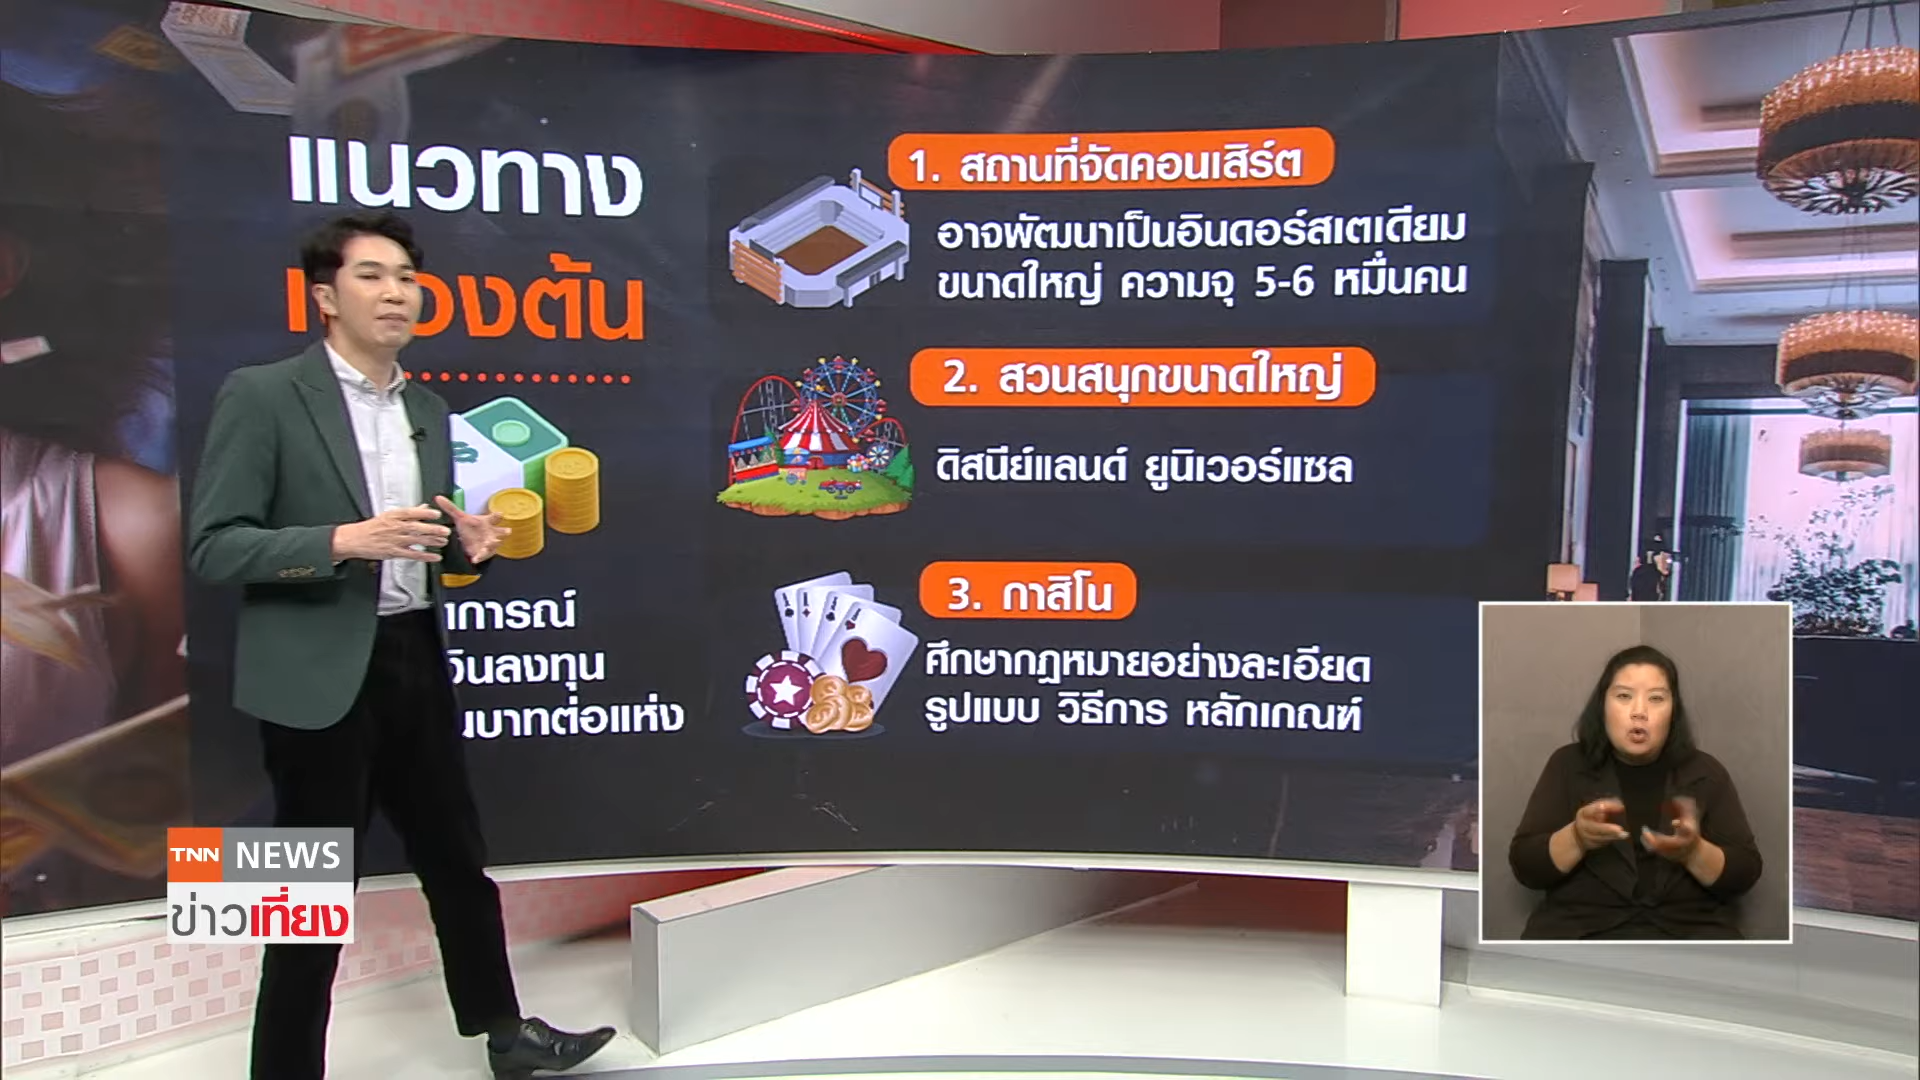 แนวทาง
1. สถานที่จัดคอนเสิร์ต
อาจพัฒนาเป็นอินดอร์สเตเดียม
ขนาดใหญ่ ความจุ 5-6 หมื่นคน
2. สวนสนุกขนาดใหญ่
ดิสนีย์แลนด์ ยูนิเวอร์แซล
3. กาสิโน
ศึกษากฎหมายอย่างละเอียด
รูปแบบ วิธีการ หลักเกณฑ์
ลงทุน
บาทต่อแห่ง
TNN NEWS
ข่าวเที่ยง